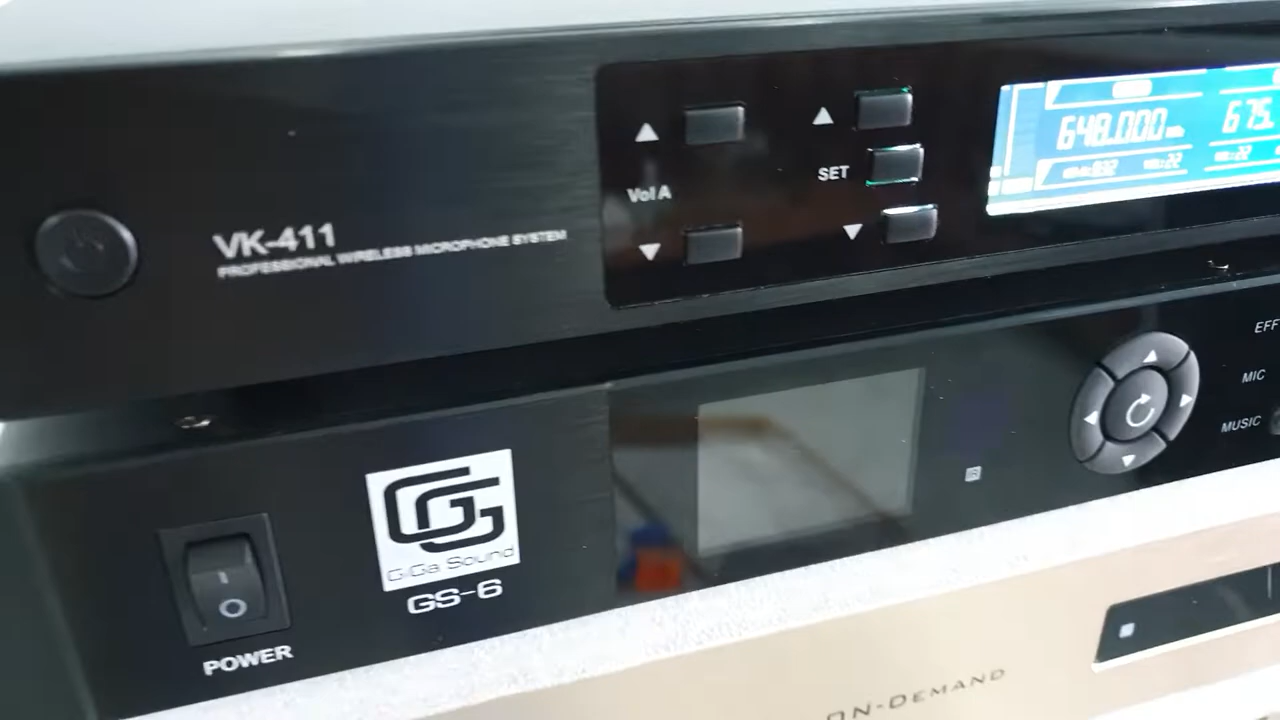 Vol A
SET
648.000
675.
VK-411
PROFESSIONAL WIRELESS MICROPHONE SYSTEM
EFF
MIC
MUSIC
GiGa Sound
GS-6
POWER
ON-DEMAND